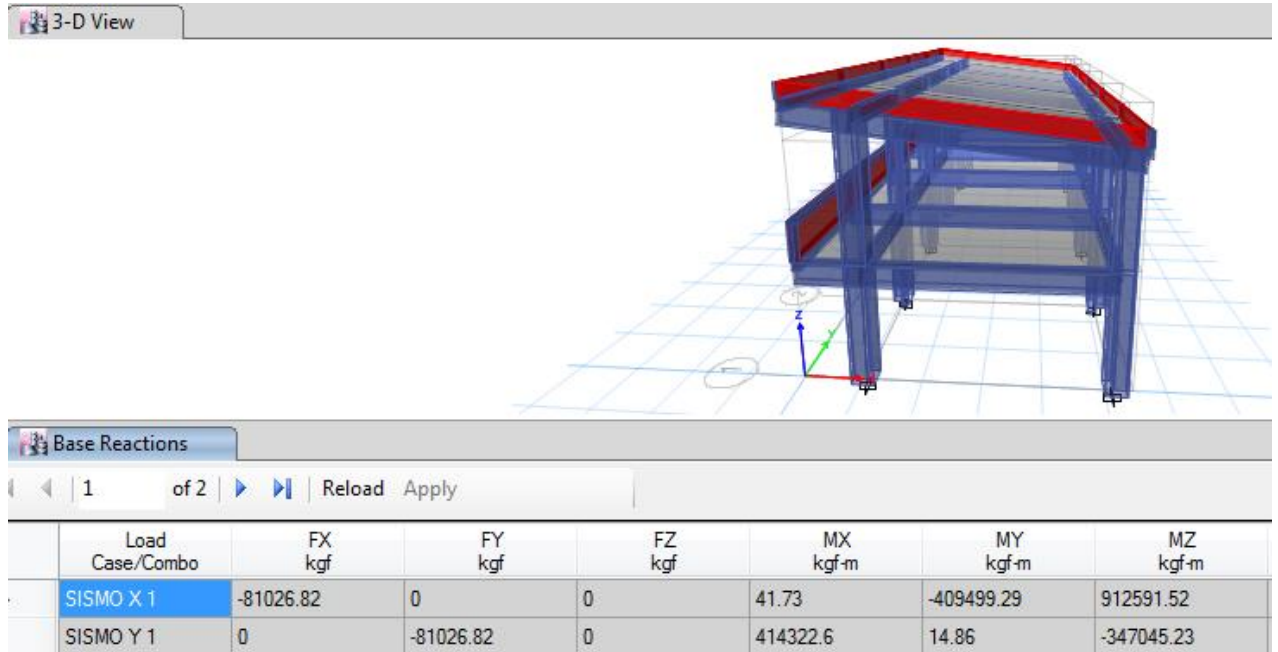 3-D View
Z
Y
Base Reactions
1 of 2 Reload Apply
Load Case/Combo FX kgf FY kgf FZ kgf MX kgf-m MY kgf-m MZ kgf-m
SISMO X 1 -81026.82 0 0 41.73 -409499.29 912591.52
SISMO Y 1 0 -81026.82 0 414322.6 14.86 -347045.23